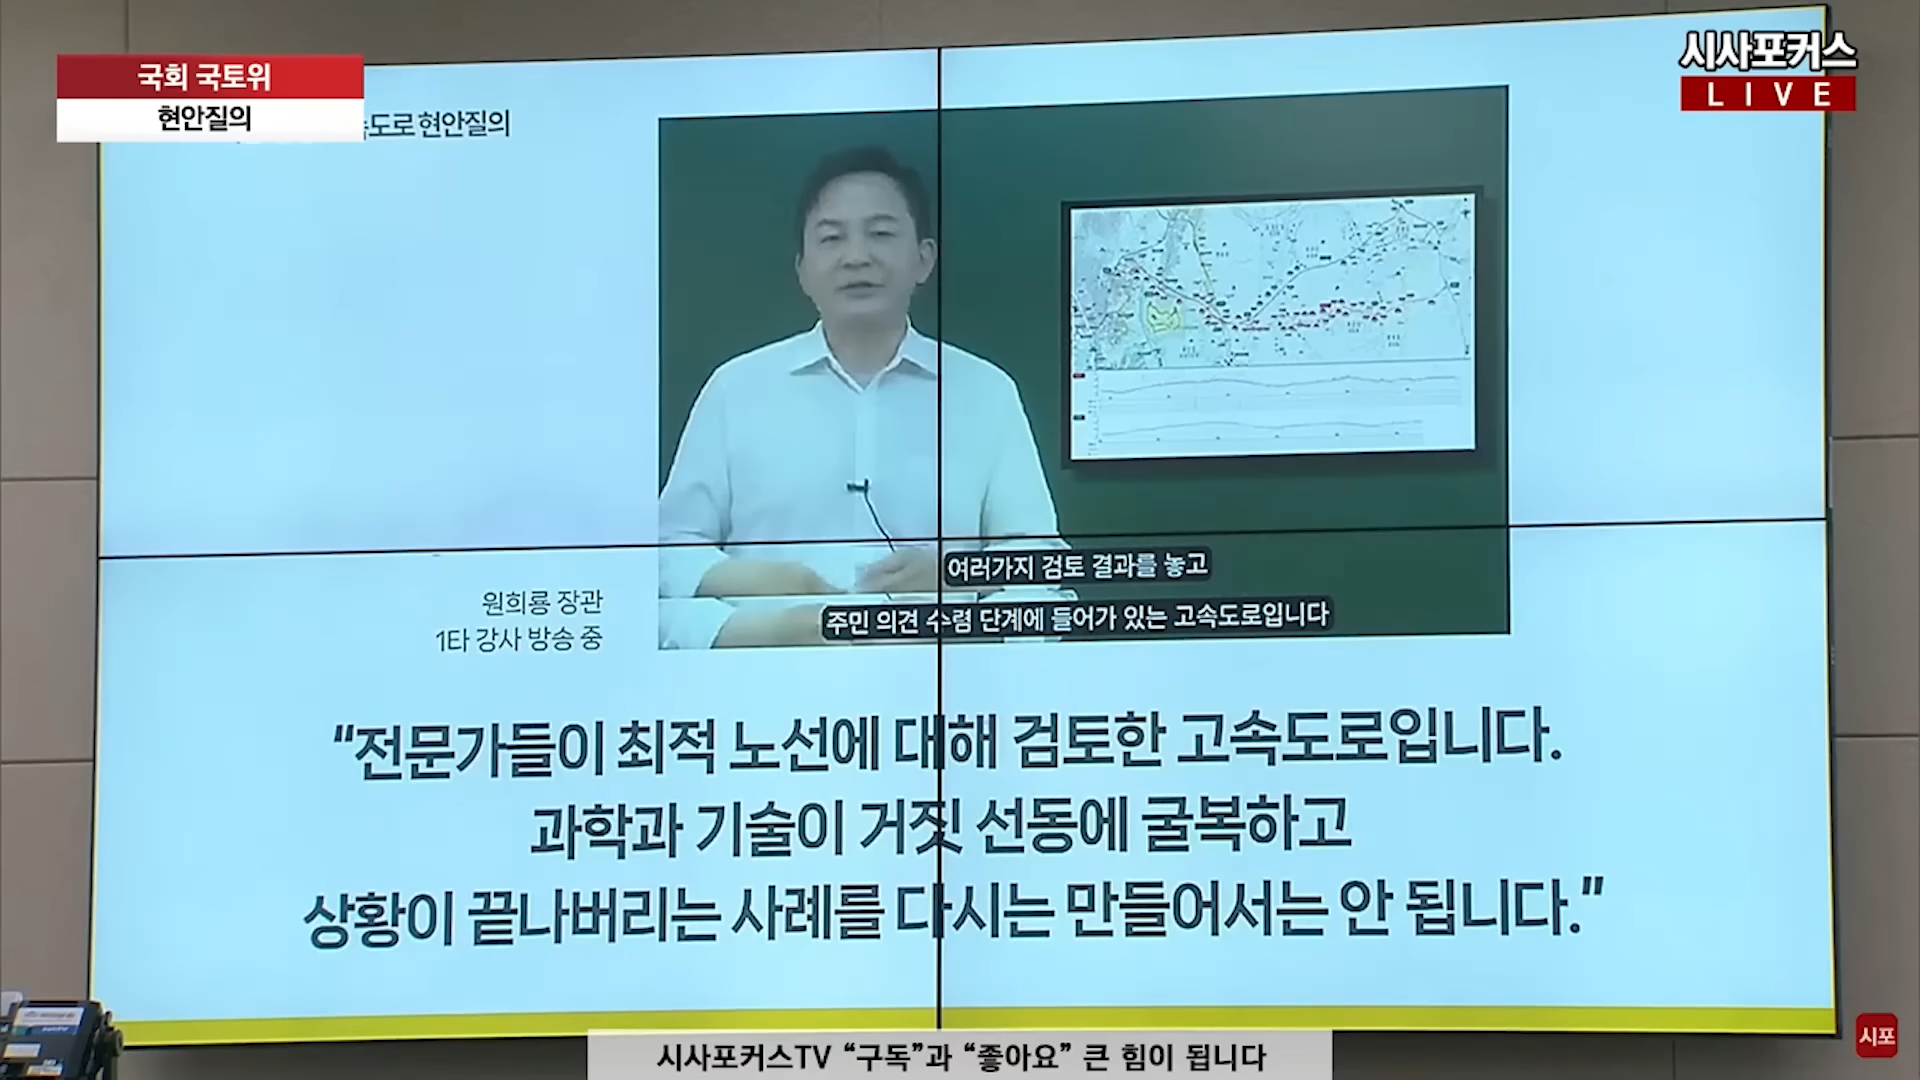 국회 국토위
현안질의
시사포커스
LIVE
속도로 현안질의
여러가지 검토 결과를 놓고
주민 의견 수렴 단계에 들어가 있는 고속도로입니다
원희룡 장관
1타 강사 방송 중
“전문가들이 최적 노선에 대해 검토한 고속도로입니다.
과학과 기술이 거짓 선동에 굴복하고
상황이 끝나버리는 사례를 다시는 만들어서는 안 됩니다.”
시포
시사포커스TV “구독”과 “좋아요” 큰 힘이 됩니다